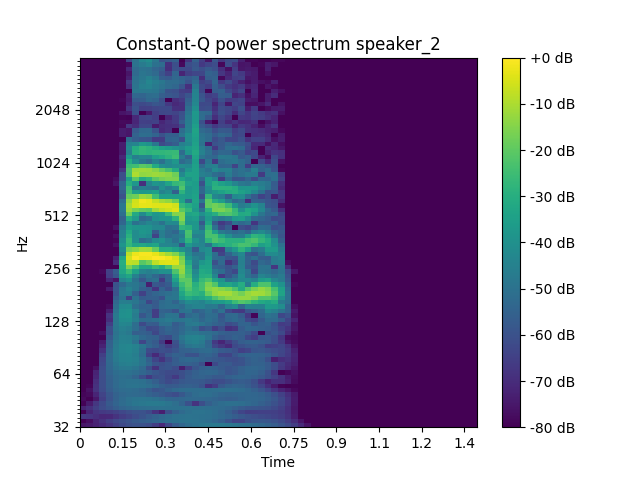 Constant-Q power spectrum speaker_2
Hz
2048
1024
512
256
128
64
32
0 0.15 0.3 0.45 0.6 0.75 0.9 1.1 1.2 1.4
Time
+0 dB
-10 dB
-20 dB
-30 dB
-40 dB
-50 dB
-60 dB
-70 dB
-80 dB